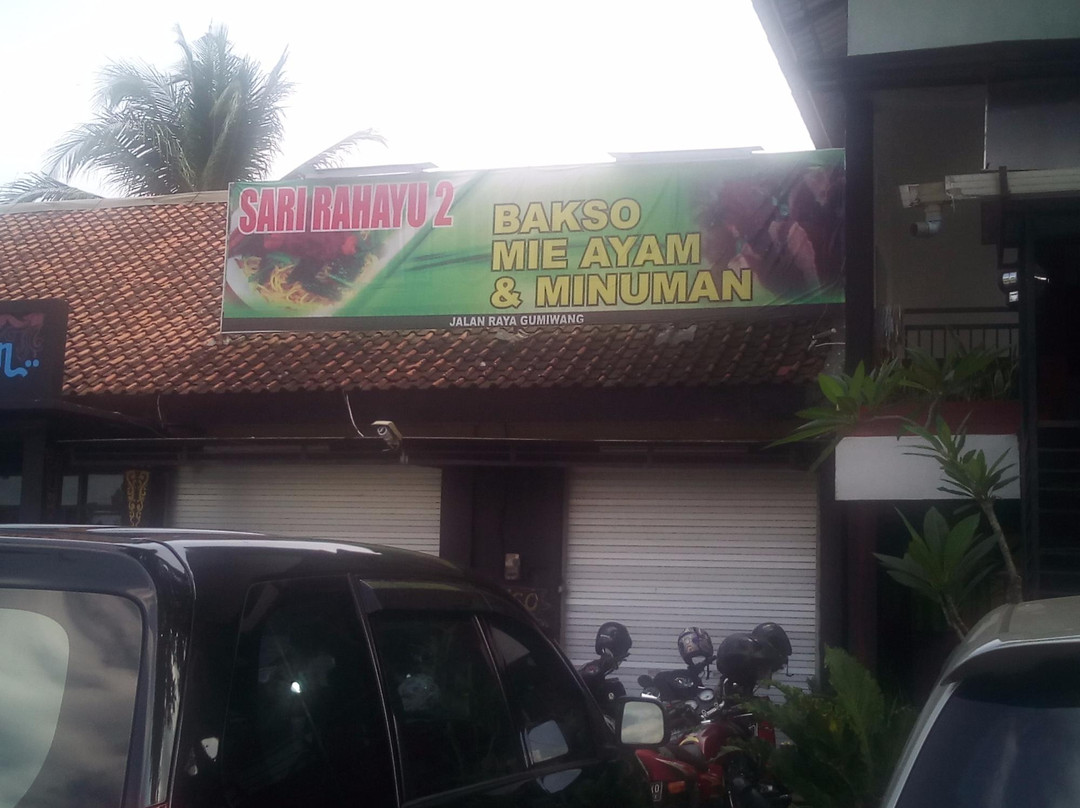 SARI RAHAYU 2
BAKSO
MIE AYAM
& MINUMAN
JALAN RAYA GUMIWANG